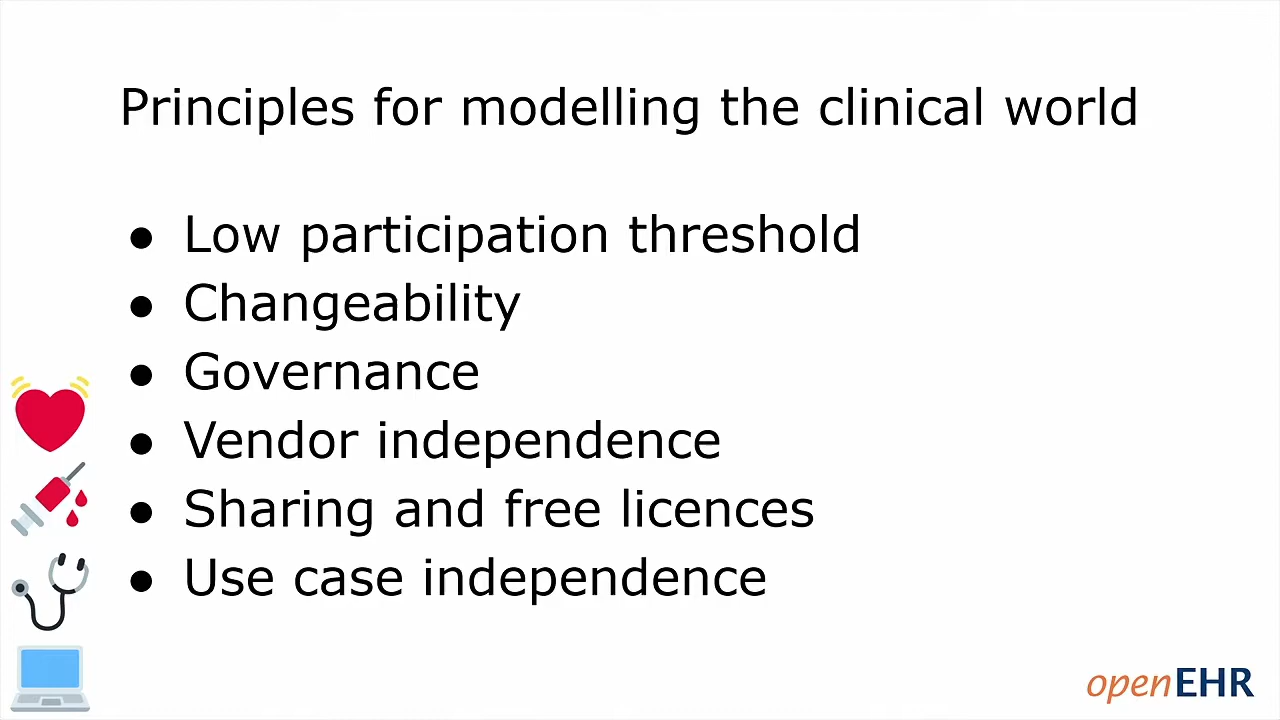 Principles for modelling the clinical world
● Low participation threshold
● Changeability
● Governance
● Vendor independence
● Sharing and free licences
● Use case independence
openEHR